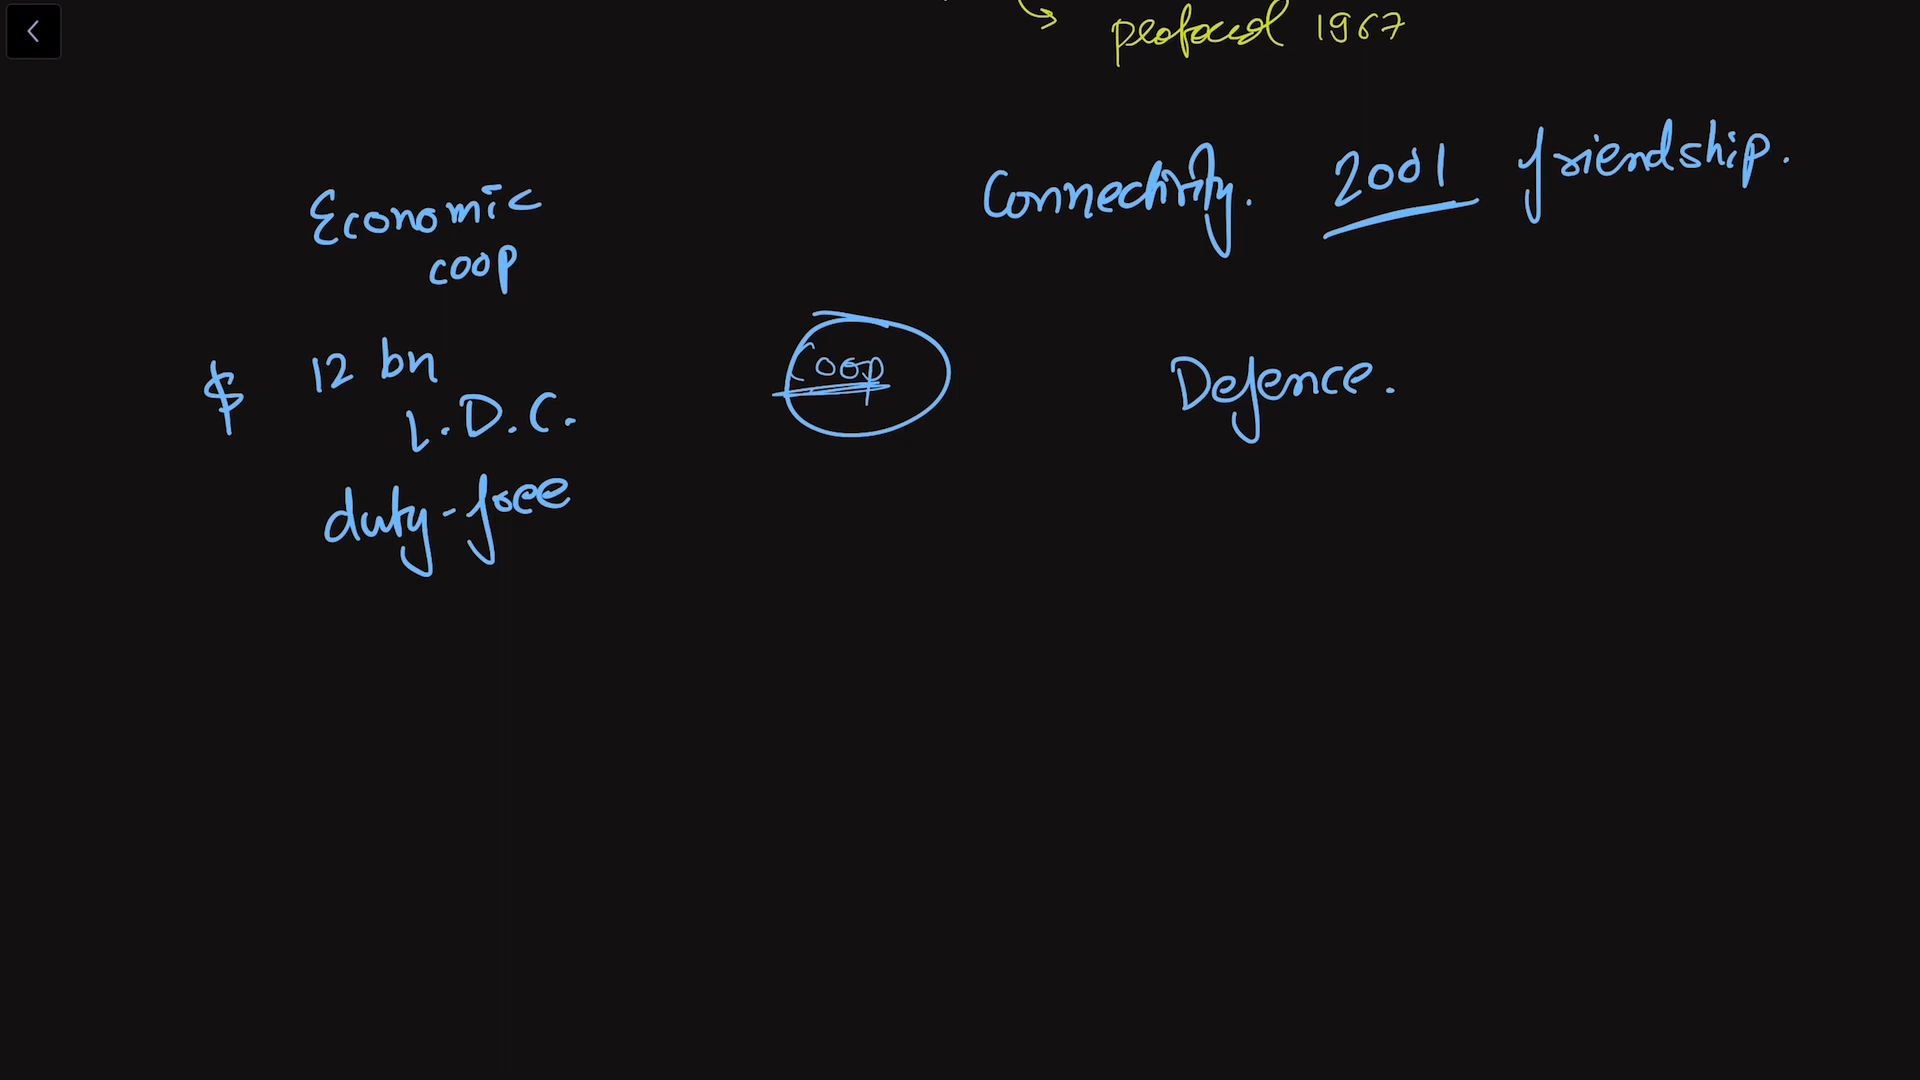 protocol 1967
Connectivity. 2001 friendship.
Economic
coop
$ 12 bn
L.D.C.
duty-free
Coop
Defence.